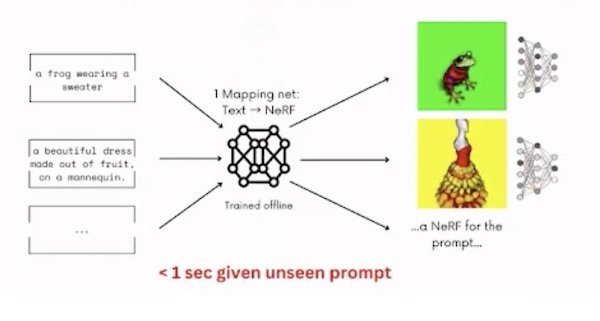 a frog wearing a
sweater
1 Mapping net:
Text → NeRF
a beautiful dress
made out of fruit,
on a mannequin.
Trained offline
...
...a NeRF for the
prompt...
< 1 sec given unseen prompt